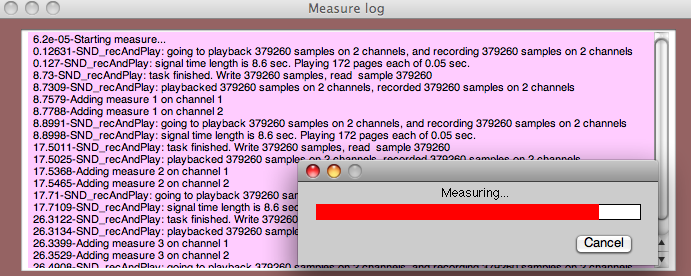 Measure log
6.2e-05-Starting measure...
0.12631-SND_recAndPlay: going to playback 379260 samples on 2 channels, and recording 379260 samples on 2 channels
0.127-SND_recAndPlay: signal time length is 8.6 sec. Playing 172 pages each of 0.05 sec.
8.73-SND_recAndPlay: task finished. Write 379260 samples, read  sample 379260
8.7309-SND_recAndPlay: playbacked 379260 samples on 2 channels, recorded 379260 samples on 2 channels
8.7579-Adding measure 1 on channel 1
8.7788-Adding measure 1 on channel 2
8.8991-SND_recAndPlay: going to playback 379260 samples on 2 channels, and recording 379260 samples on 2 channels
8.8998-SND_recAndPlay: signal time length is 8.6 sec. Playing 172 pages each of 0.05 sec.
17.5011-SND_recAndPlay: task finished. Write 379260 samples, read  sample 379260
17.5025-SND_recAndPlay: playbacked 379260 samples on 2 channels, recorded 379260 samples on 2 channels
17.5368-Adding measure 2 on channel 1
17.5465-Adding measure 2 on channel 2
17.71-SND_recAndPlay: going to playback
17.7109-SND_recAndPlay: signal time length
26.3122-SND_recAndPlay: task finished. Write
26.3134-SND_recAndPlay: playbacked
26.3399-Adding measure 3 on channel 1
26.3529-Adding measure 3 on channel 2
26.4908-SND_recAndPlay: going to playback 379260 samples on 2 channels, and recording 379260 samples on 2 channels
Measuring...
Cancel